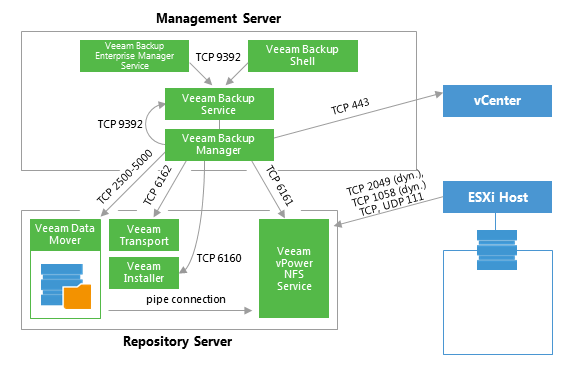 Management Server
Veeam Backup
Enterprise Manager
Service
TCP 9392
Veeam Backup
Shell
Veeam Backup
Service
TCP 443
vCenter
TCP 9392
Veeam Backup
Manager
TCP 2500-5000
TCP 6162
TCP 6161
TCP 2049 (dyn.),
TCP 1058 (dyn.)
TCP, UDP 111
ESXi Host
Veeam Data
Mover
Veeam
Transport
Veeam
Installer
TCP 6160
Veeam
vPower
NFS
Service
pipe connection
Repository Server